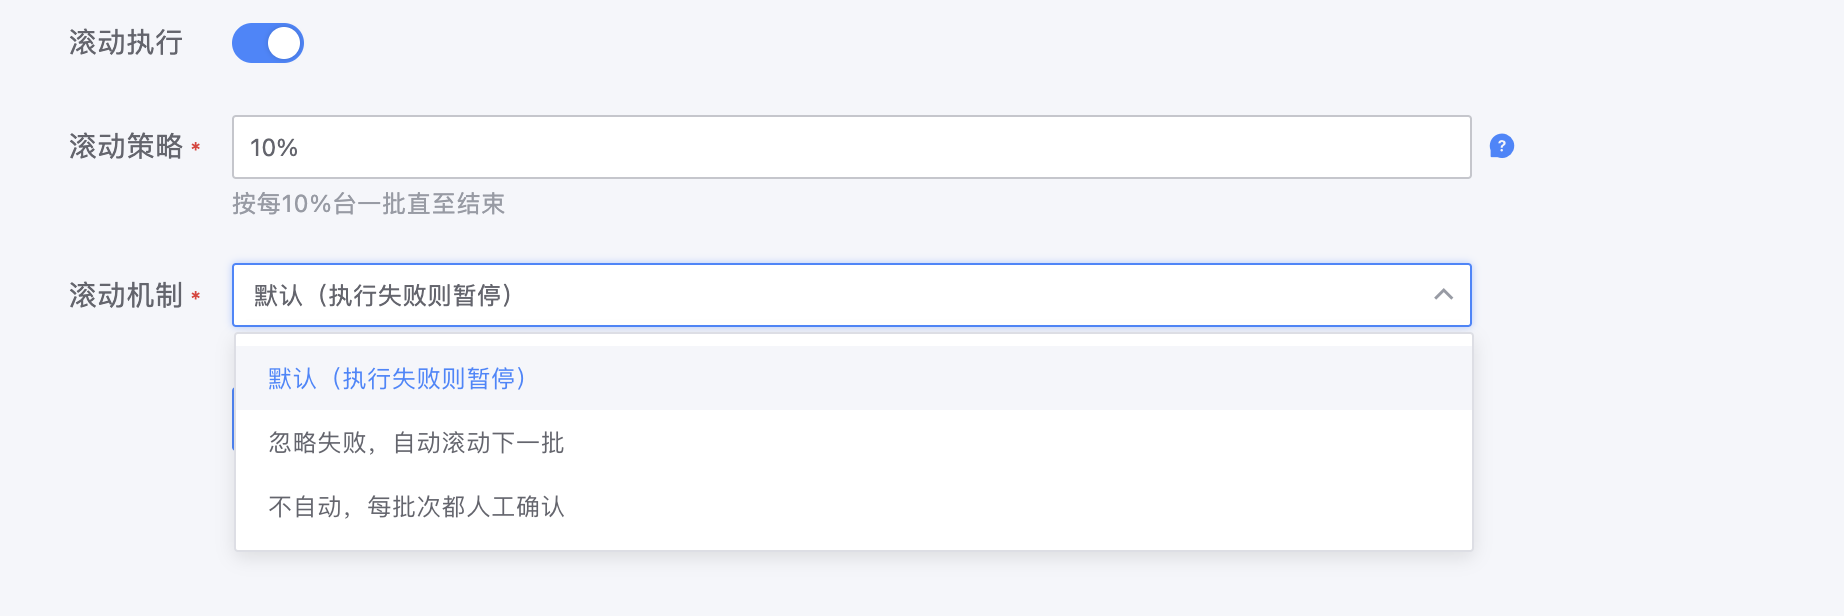 滚动执行
滚动策略 *
10%
?
按每10%台一批直至结束
滚动机制 *
默认（执行失败则暂停）
默认（执行失败则暂停）
忽略失败，自动滚动下一批
不自动，每批次都人工确认